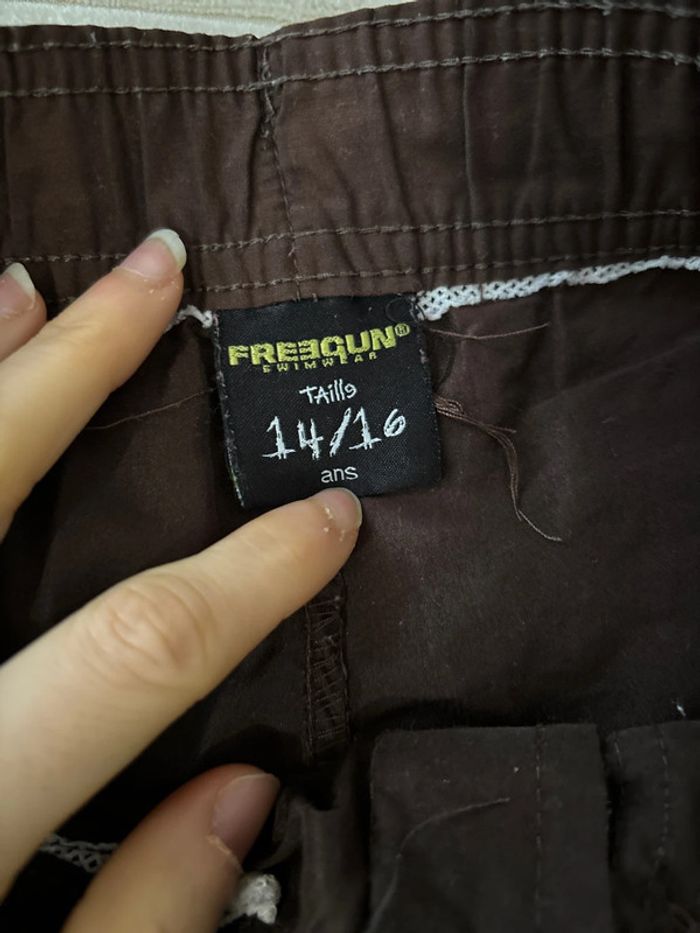 FREEGUN®
SWIMWEAR
TAille
14/16
ans